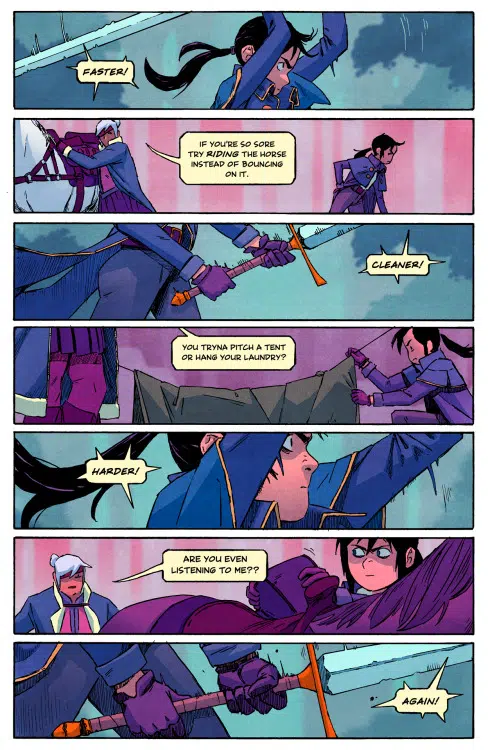 FASTER!
IF YOU'RE SO SORE
TRY RIDING THE HORSE
INSTEAD OF BOUNCING
ON IT.
CLEANER!
YOU TRYNA PITCH A TENT
OR HANG YOUR LAUNDRY?
HARDER!
ARE YOU EVEN
LISTENING TO ME??
AGAIN!